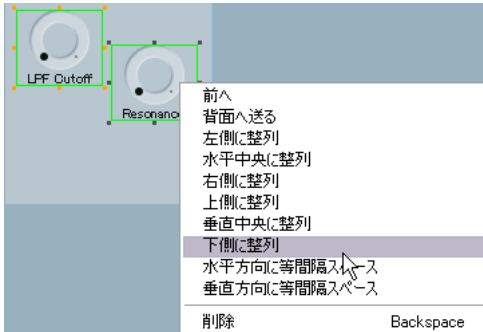 LPF Cutoff
Resonanc
前へ
背面へ送る
左側に整列
水平中央に整列
右側に整列
上側に整列
垂直中央に整列
下側に整列
水平方向に等間隔スペース
垂直方向に等間隔スペース
削除 Backspace